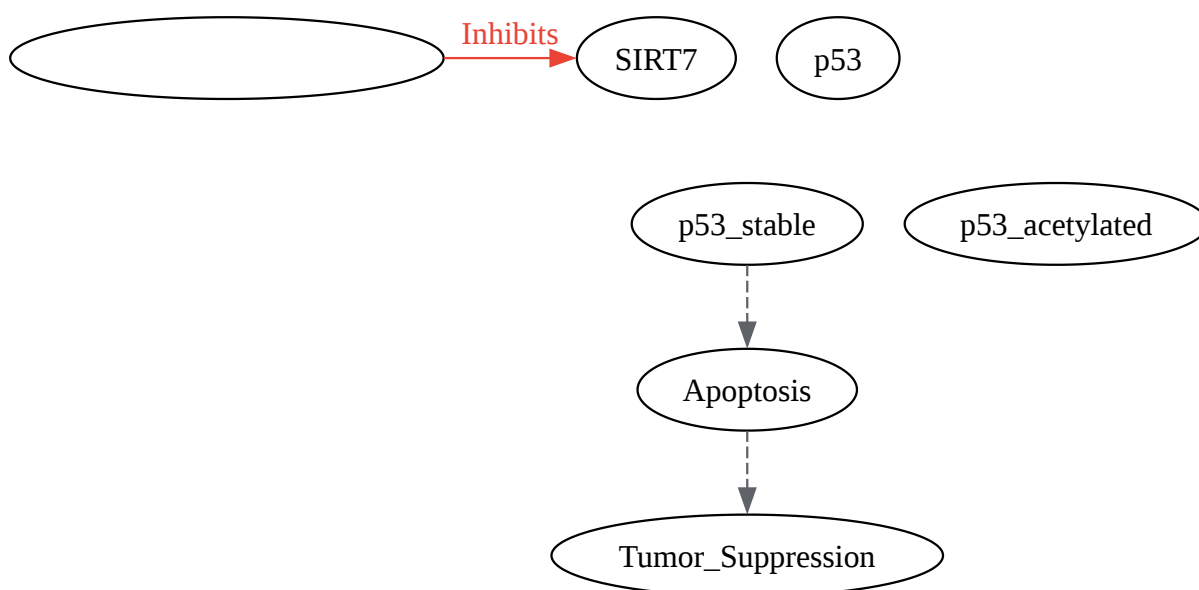 Inhibits
SIRT7
p53
p53_stable
p53_acetylated
Apoptosis
Tumor_Suppression